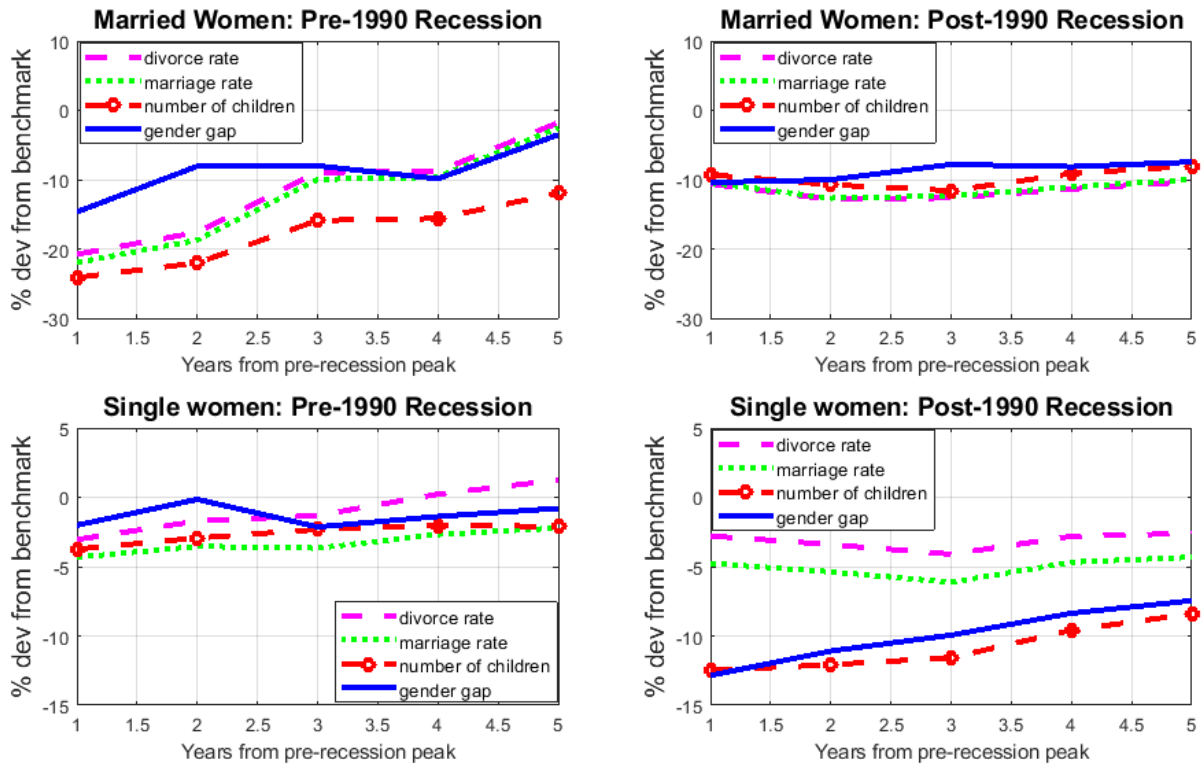 Married Women: Pre-1990 Recession
10
0
-10
-20
-30
% dev from benchmark
divorce rate
marriage rate
number of children
gender gap
1 1.5 2 2.5 3 3.5 4 4.5 5
Years from pre-recession peak
Married Women: Post-1990 Recession
10
0
-10
-20
-30
% dev from benchmark
divorce rate
marriage rate
number of children
gender gap
1 1.5 2 2.5 3 3.5 4 4.5 5
Years from pre-recession peak
Single women: Pre-1990 Recession
5
0
-5
-10
-15
% dev from benchmark
divorce rate
marriage rate
number of children
gender gap
1 1.5 2 2.5 3 3.5 4 4.5 5
Years from pre-recession peak
Single women: Post-1990 Recession
5
0
-5
-10
-15
% dev from benchmark
divorce rate
marriage rate
number of children
gender gap
1 1.5 2 2.5 3 3.5 4 4.5 5
Years from pre-recession peak